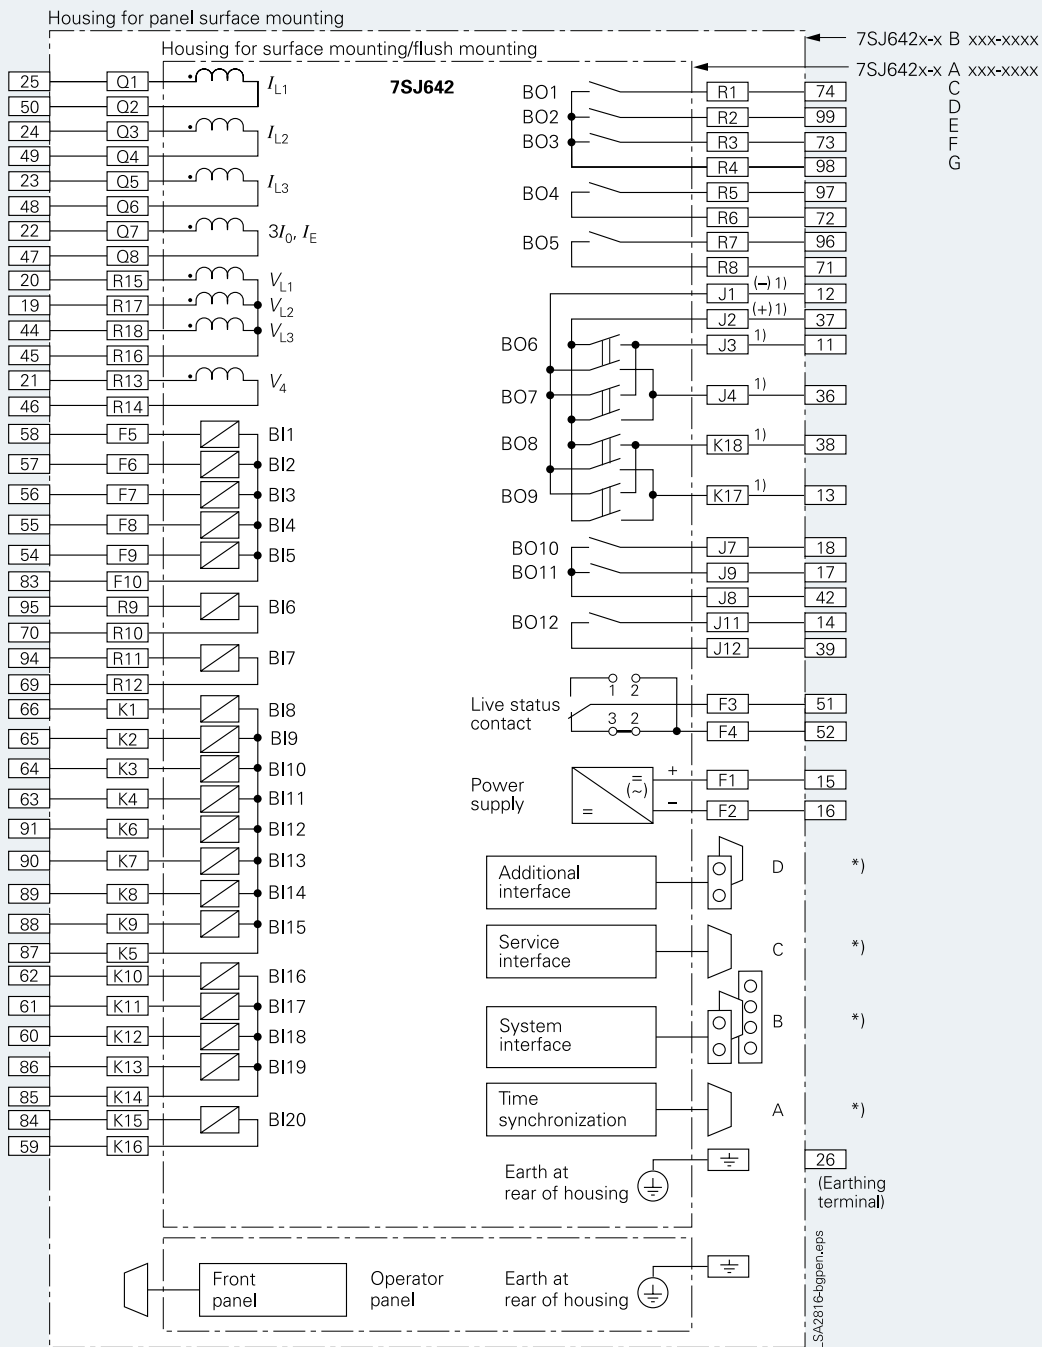 Housing for panel surface mounting
7SJ642x-x B xxx-xxxx
Housing for surface mounting/flush mounting
7SJ642x-x A xxx-xxxx
C
D
E
F
G
7SJ642
25 Q1 IL1
50 Q2
24 Q3 IL2
49 Q4
23 Q5 IL3
48 Q6
22 Q7 3I0, IE
47 Q8
20 R15 VL1
19 R17 VL2
44 R18 VL3
45 R16
21 R13 V4
46 R14
58 F5 BI1
57 F6 BI2
56 F7 BI3
55 F8 BI4
54 F9 BI5
83 F10
95 R9 BI6
70 R10
94 R11 BI7
69 R12
66 K1 BI8
65 K2 BI9
64 K3 BI10
63 K4 BI11
91 K6 BI12
90 K7 BI13
89 K8 BI14
88 K9 BI15
87 K5
62 K10 BI16
61 K11 BI17
60 K12 BI18
86 K13 BI19
85 K14
84 K15 BI20
59 K16
BO1 R1 74
BO2 R2 99
BO3 R3 73
R4 98
BO4 R5 97
R6 72
BO5 R7 96
R8 71
J1 (–) 1) 12
J2 (+) 1) 37
BO6 J3 1) 11
BO7 J4 1) 36
BO8 K18 1) 38
BO9 K17 1) 13
BO10 J7 18
BO11 J9 17
J8 42
BO12 J11 14
J12 39
1 2
Live status
contact
F3 51
3 2
F4 52
Power
supply
= (~)
=
+ F1 15
– F2 16
Additional
interface
D *)
Service
interface
C *)
System
interface
B *)
Time
synchronization
A *)
Earth at
rear of housing
26
(Earthing
terminal)
Front
panel
Operator
panel
Earth at
rear of housing
LSA2816-bgpen.eps